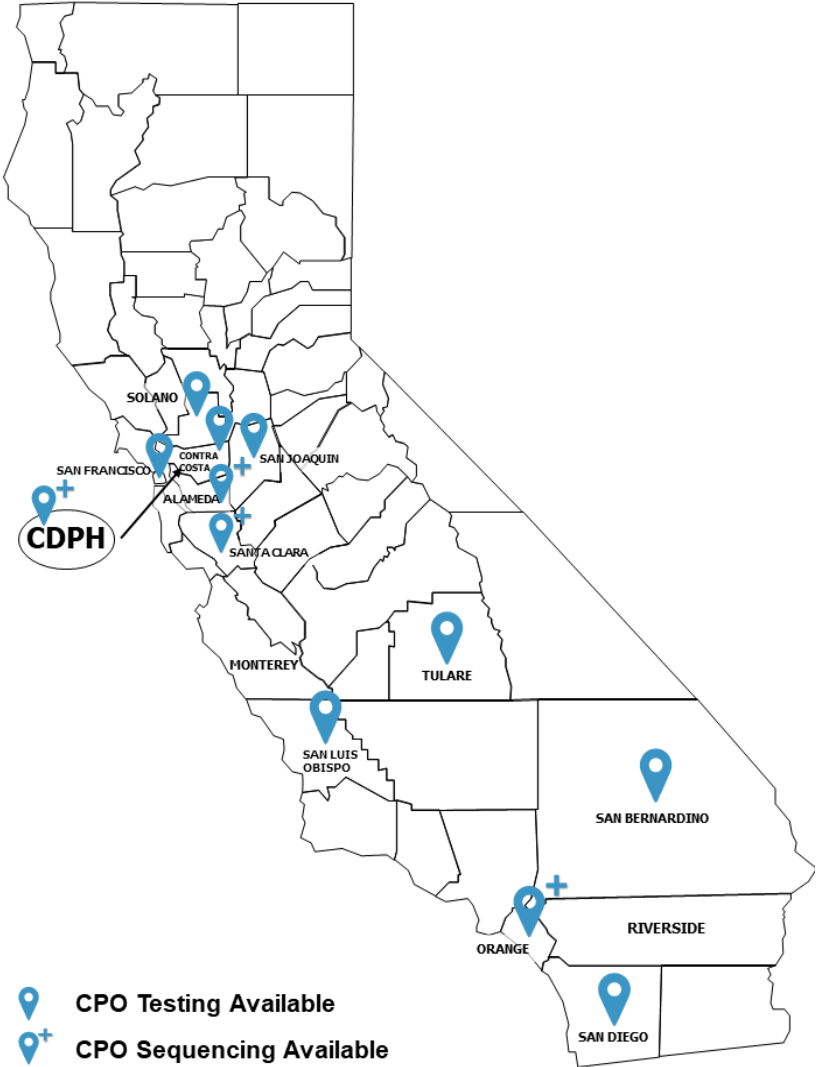 SOLANO
CONTRA
COSTA
SAN JOAQUIN
SAN FRANCISCO
+
ALAMEDA
+
+
CDPH
SANTA CLARA
MONTEREY
TULARE
SAN LUIS
OBISPO
SAN BERNARDINO
+
RIVERSIDE
ORANGE
SAN DIEGO
CPO Testing Available
+
CPO Sequencing Available